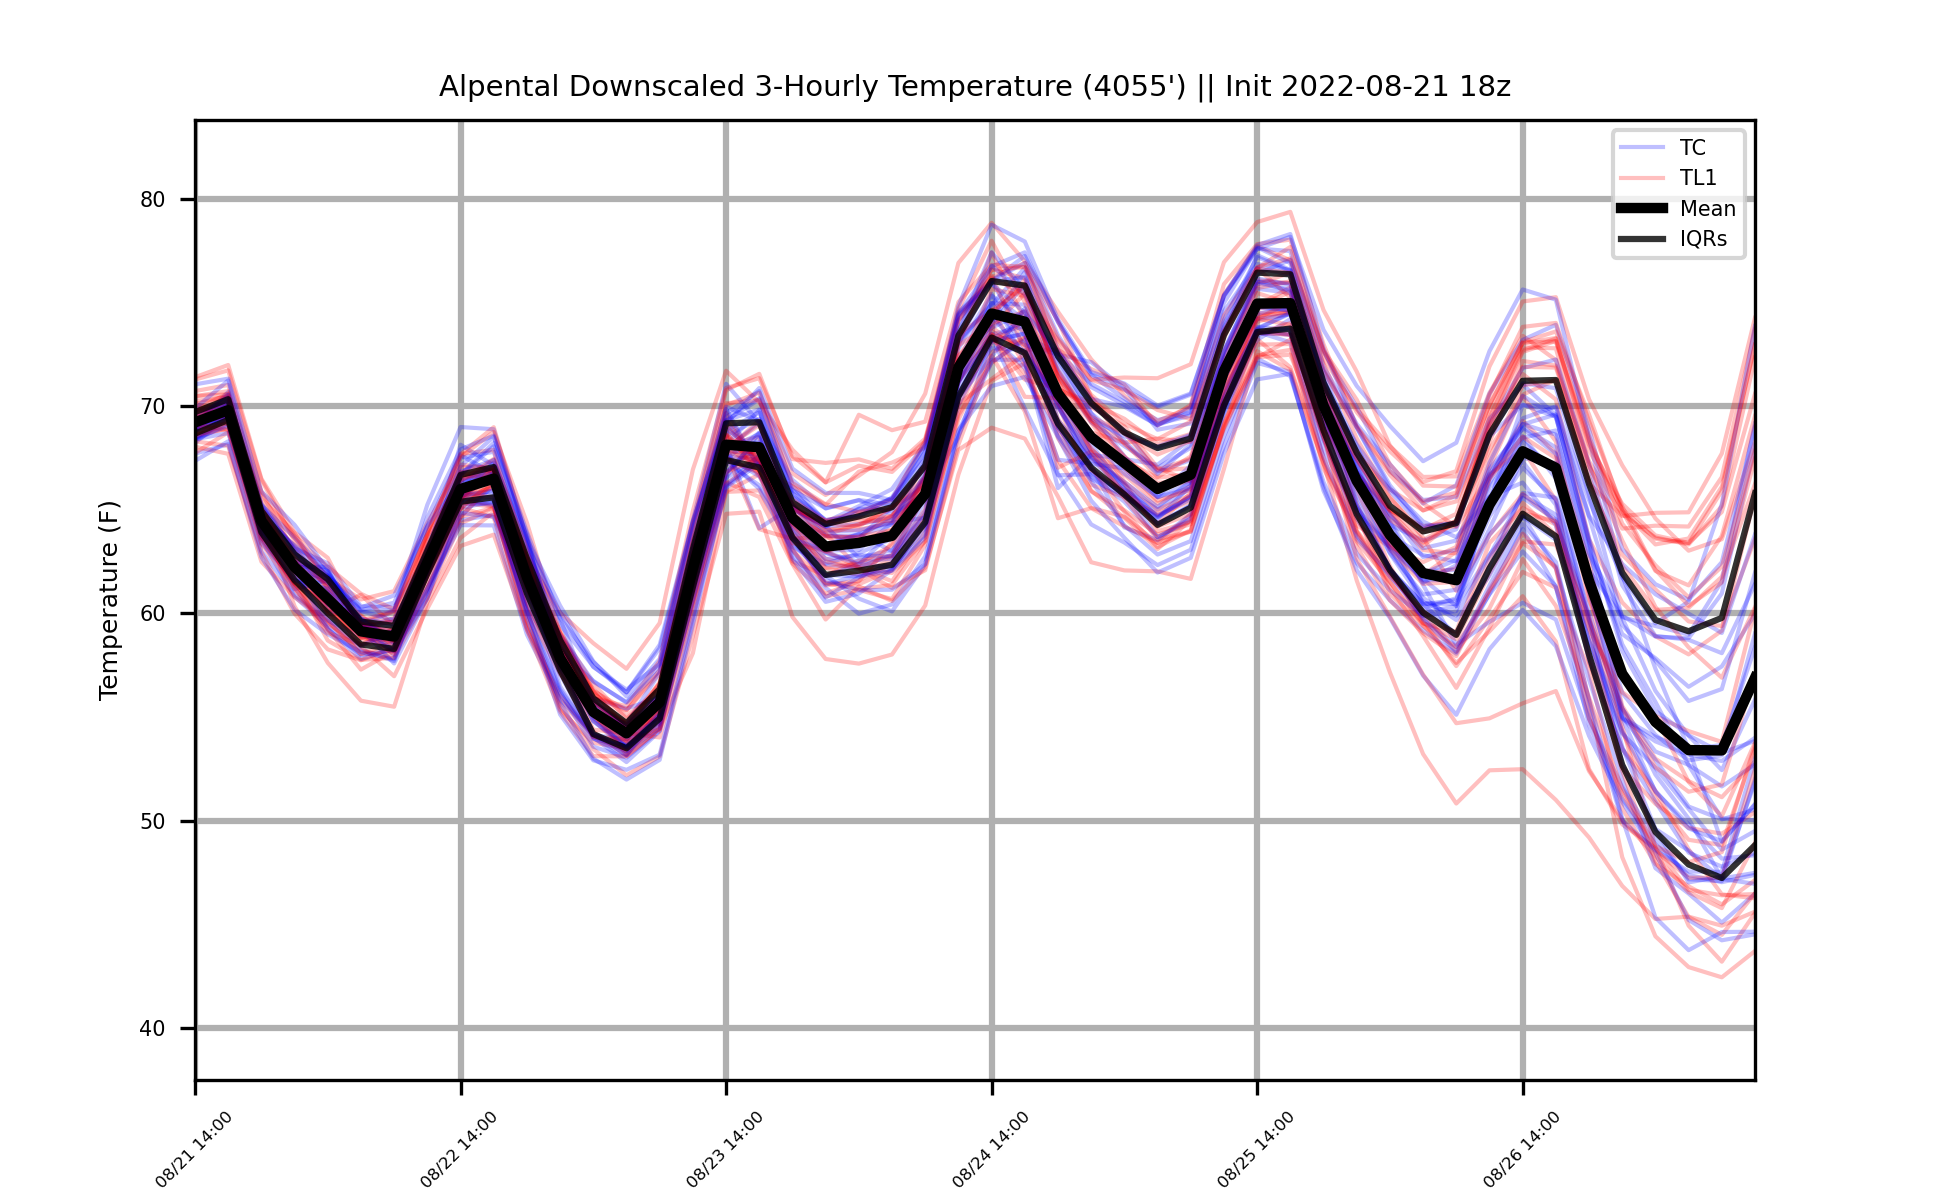 Alpental Downscaled 3-Hourly Temperature (4055') || Init 2022-08-21 18z
TC
TL1
Mean
IQRs
Temperature (F)
80
70
60
50
40
08/21 14:00
08/22 14:00
08/23 14:00
08/24 14:00
08/25 14:00
08/26 14:00